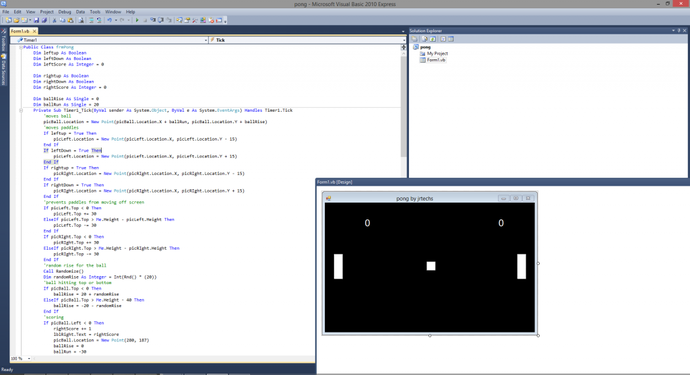 poog - Microsoft Visual Basic 2010 Express
File Edit View Project Debug Data Tools Window Help
Form1.vb
Timer1
Tick
Public Class frmPong
Dim leftup As Boolean
Dim leftDown As Boolean
Dim leftScore As Integer = 0
Dim rightup As Boolean
Dim rightDown As Boolean
Dim rightScore As Integer = 0
Dim ballRise As Single = 0
Dim ballRun As Single = 20
Private Sub Timer1_Tick(ByVal sender As System.Object, ByVal e As System.EventArgs) Handles Timer1.Tick
'moves ball
picBall.Location = New Point(picBall.Location.X + ballRun, picBall.Location.Y + ballRise)
'moves paddles
If leftup = True Then
picLeft.Location = New Point(picLeft.Location.X, picLeft.Location.Y - 15)
End If
If leftDown = True Then
picLeft.Location = New Point(picLeft.Location.X, picLeft.Location.Y + 15)
End If
If rightup = True Then
picRIght.Location = New Point(picRIght.Location.X, picRIght.Location.Y - 15)
End If
If rightDown = True Then
picRIght.Location = New Point(picRIght.Location.X, picRIght.Location.Y + 15)
End If
'prevents paddles from moving off screen
If picLeft.Top < 0 Then
picLeft.Top += 30
ElseIf picLeft.Top > Me.Height - picLeft.Height Then
picLeft.Top -= 30
End If
If picRIght.Top < 0 Then
picRIght.Top += 30
ElseIf picRIght.Top > Me.Height - picRIght.Height Then
picRIght.Top -= 30
End If
'random rise for the ball
Call Randomize()
Dim randomRise As Integer = Int(Rnd() * (20))
'ball hitting top or bottom
If picBall.Top < 0 Then
ballRise = 20 + randomRise
ElseIf picBall.Top > Me.Height - 40 Then
ballRise = -20 - randomRise
End If
'scoring
If picBall.Left < 0 Then
rightScore += 1
lblRight.Text = rightScore
picBall.Location = New Point(200, 187)
ballRise = 0
ballRun = -30
100 %
Ready
Toolbox
Data Sources
Solution Explorer
poog
My Project
Form1.vb
Form1.vb [Design]
pong by jrtechs
0
0